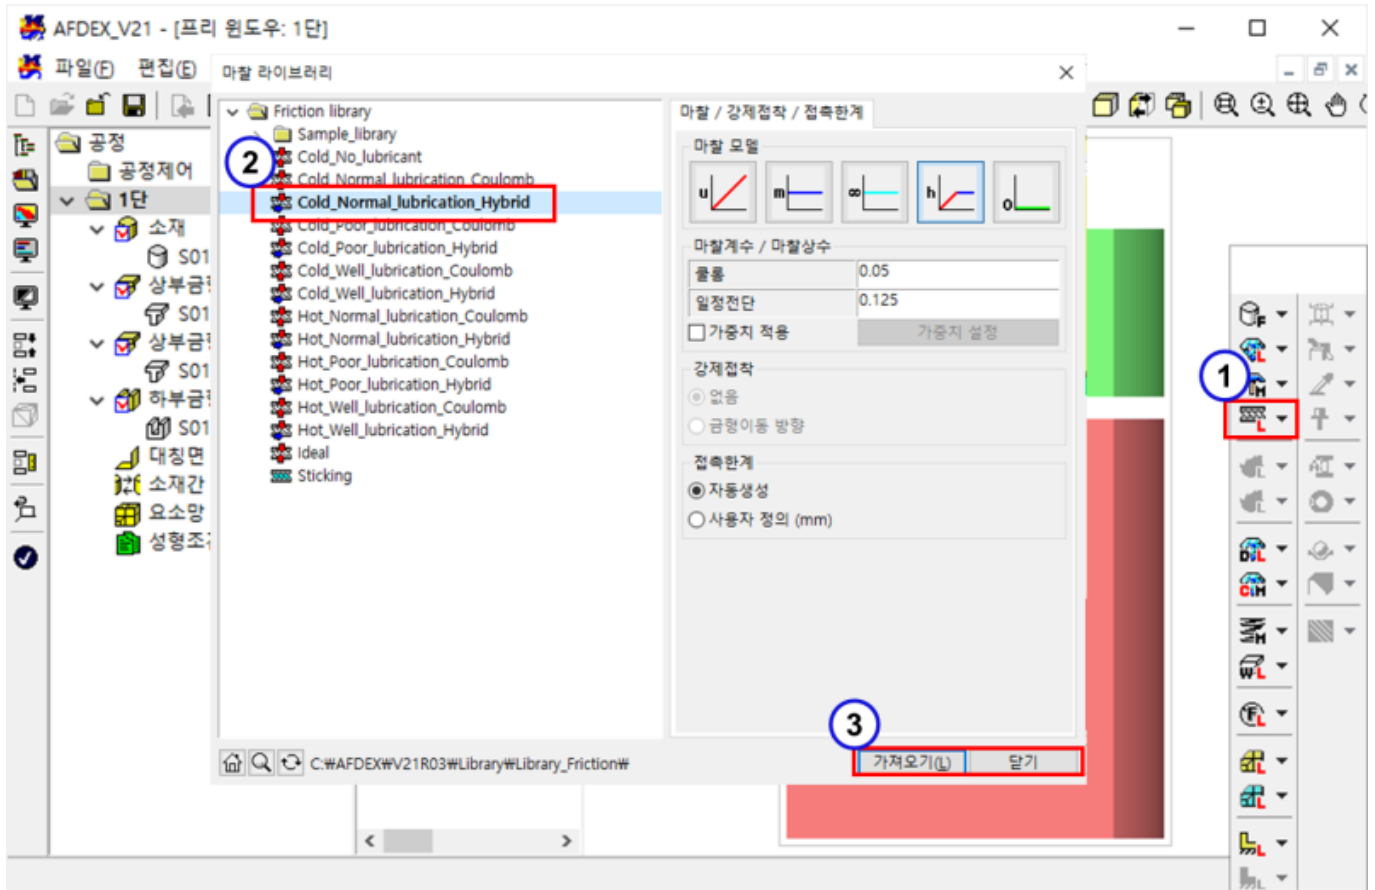 AFDEX_V21 - [프리 윈도우: 1단]
파일(F) 편집(E)
마찰 라이브러리
Friction library
Sample_library
Cold_No_lubricant
Cold_Normal_lubrication_Coulomb
Cold_Normal_lubrication_Hybrid
Cold_Poor_lubrication_Coulomb
Cold_Poor_lubrication_Hybrid
Cold_Well_lubrication_Coulomb
Cold_Well_lubrication_Hybrid
Hot_Normal_lubrication_Coulomb
Hot_Normal_lubrication_Hybrid
Hot_Poor_lubrication_Coulomb
Hot_Poor_lubrication_Hybrid
Hot_Well_lubrication_Coulomb
Hot_Well_lubrication_Hybrid
Ideal
Sticking
마찰 / 강제접착 / 접촉한계
마찰 모델
u
m
∞
h
o
마찰계수 / 마찰상수
쿨롱 0.05
일정전단 0.125
가중치 적용 가중치 설정
강제접착
없음
금형이동 방향
접촉한계
자동생성
사용자 정의 (mm)
C:₩AFDEX₩V21R03₩Library₩Library_Friction₩
가져오기(L) 닫기
공정
공정제어
1단
소재
S01
상부금
S01
상부금
S01
하부금
S01
대칭면
소재간
요소망
성형조
1
2
3